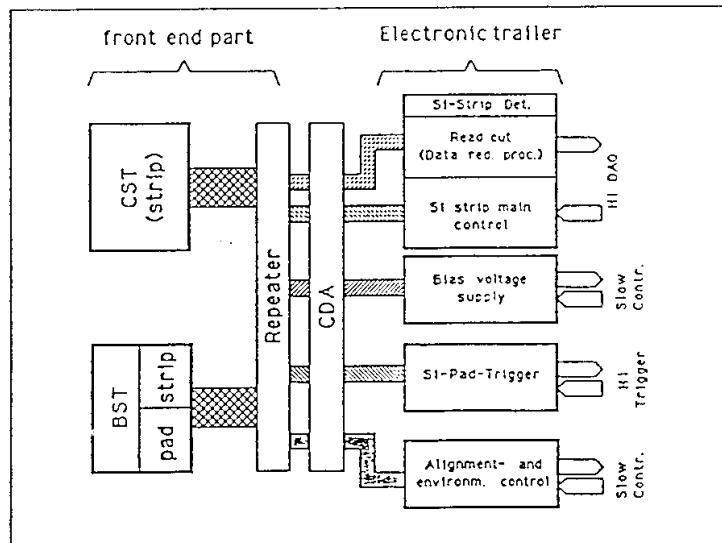 front end part
Electronic trailer
CST
(strip)
BST
strip
pad
Repeater
CDA
Si-Strip Det.
Read out
(Data red. proc.)
Si strip main
control
H1 DAQ
Bias voltage
supply
Slow
Contr.
Si-Pad-Trigger
H1
Trigger
Alignment- and
environm. control
Slow
Contr.